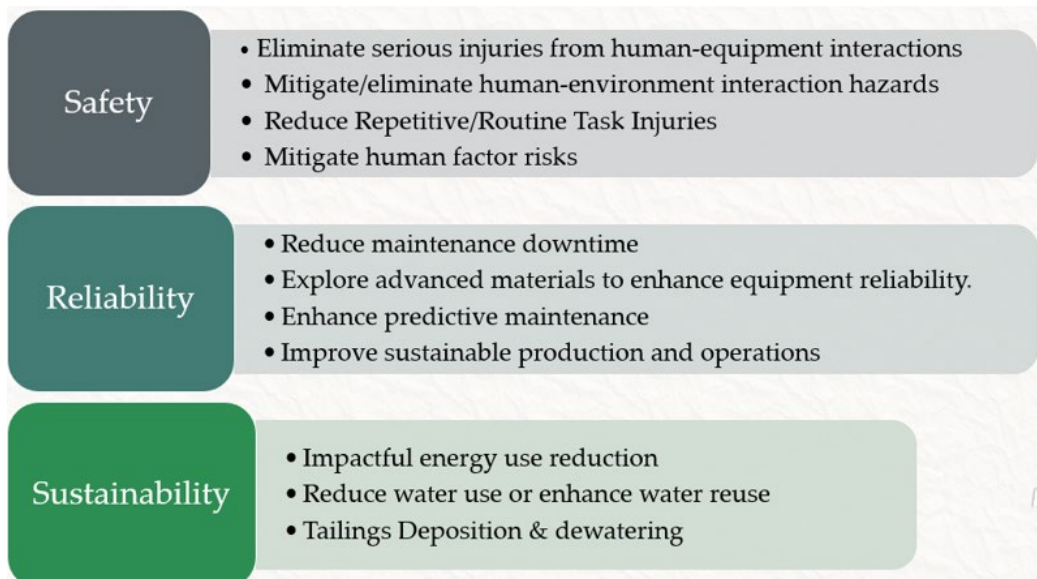 Safety
• Eliminate serious injuries from human-equipment interactions
• Mitigate/eliminate human-environment interaction hazards
• Reduce Repetitive/Routine Task Injuries
• Mitigate human factor risks
Reliability
• Reduce maintenance downtime
• Explore advanced materials to enhance equipment reliability.
• Enhance predictive maintenance
• Improve sustainable production and operations
Sustainability
• Impactful energy use reduction
• Reduce water use or enhance water reuse
• Tailings Deposition & dewatering